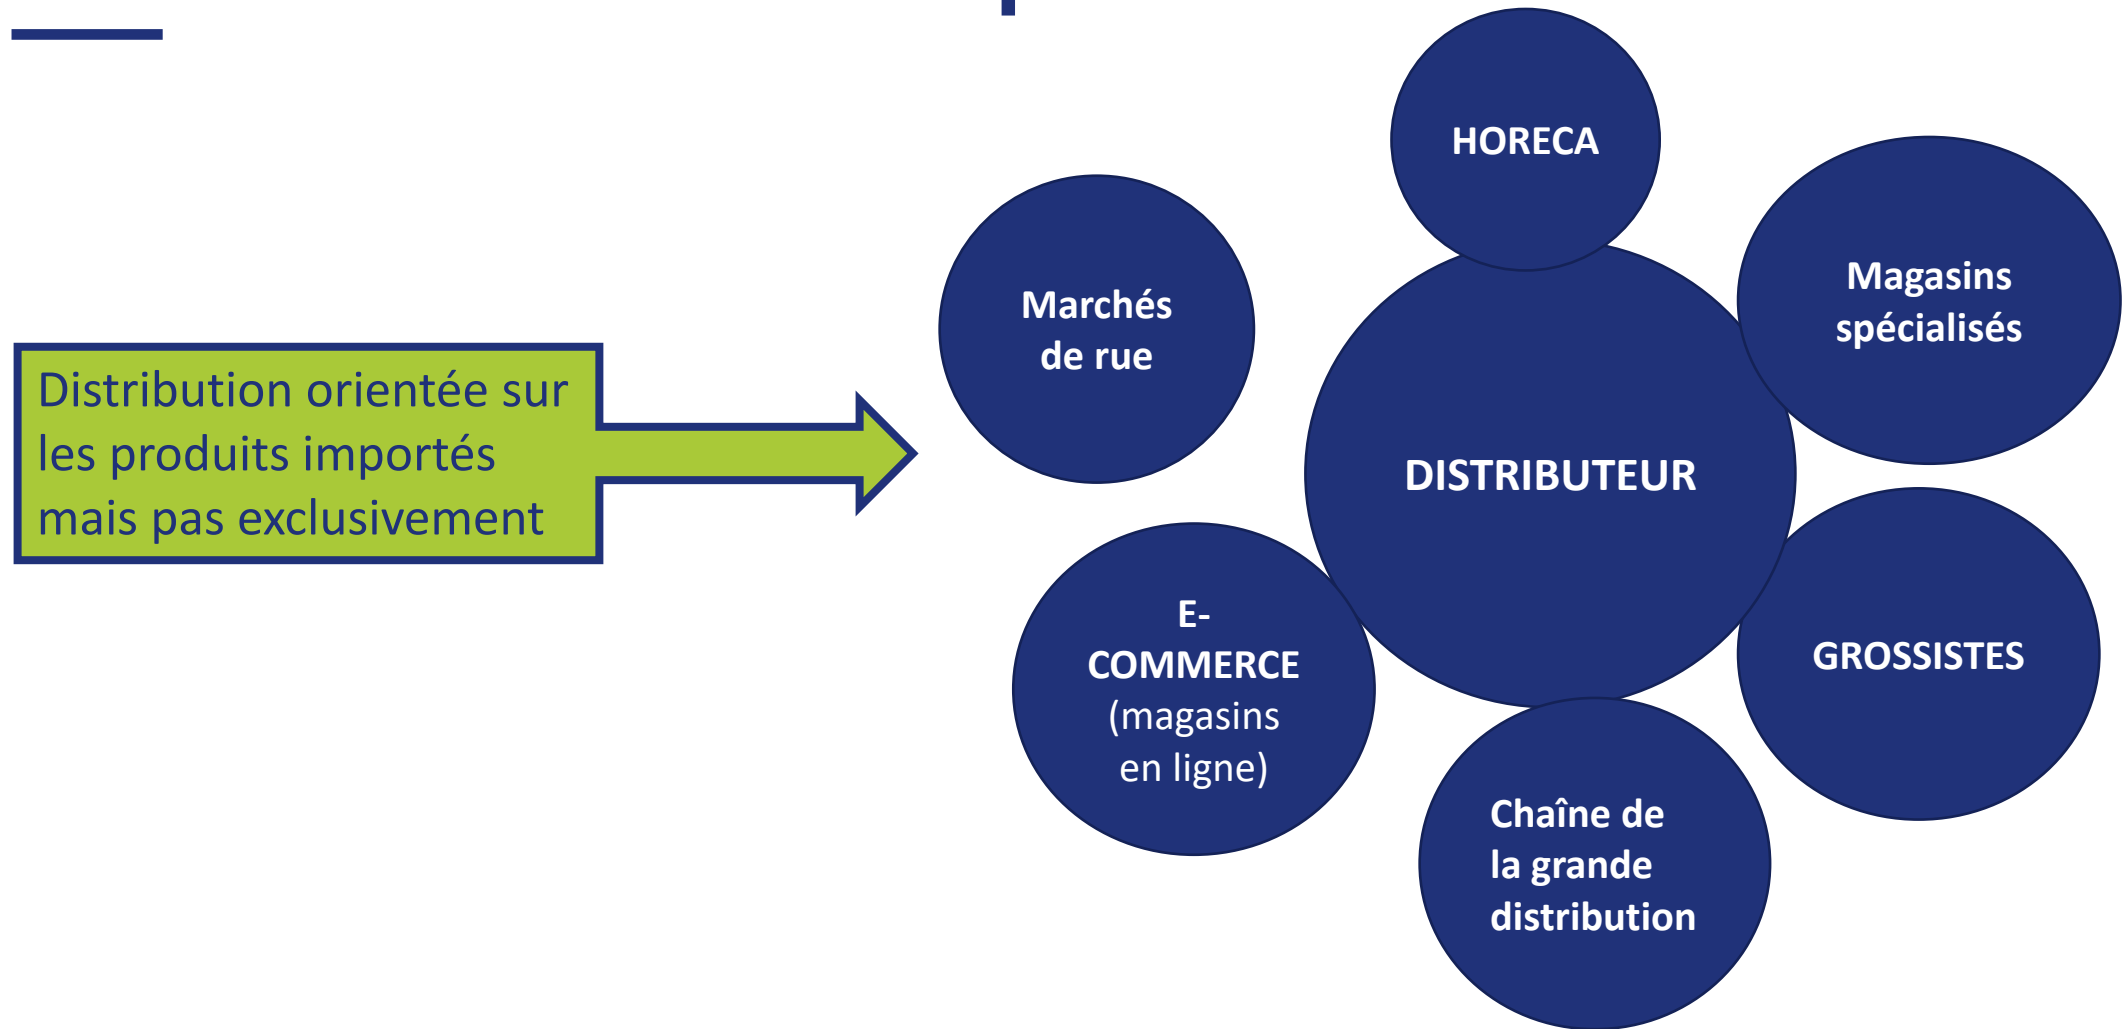 HORECA
Magasins
spécialisés
Marchés
de rue
Distribution orientée sur
les produits importés
mais pas exclusivement
DISTRIBUTEUR
E-
COMMERCE
(magasins
en ligne)
GROSSISTES
Chaîne de
la grande
distribution